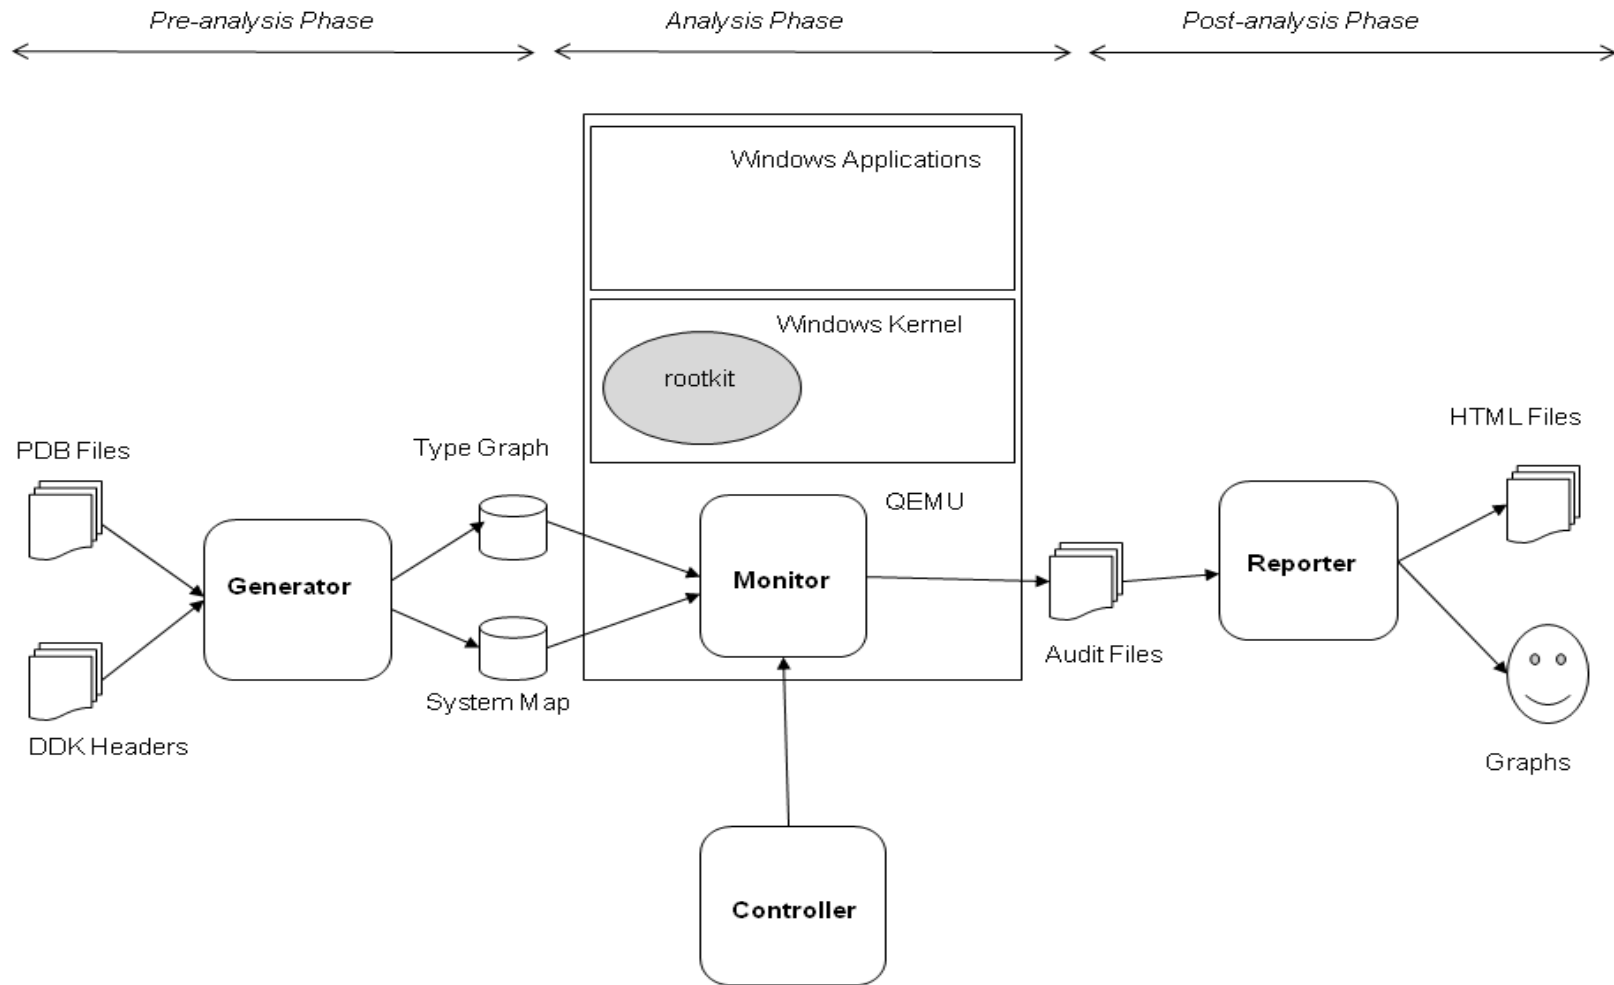 Pre-analysis Phase
Analysis Phase
Post-analysis Phase
Windows Applications
Windows Kernel
rootkit
PDB Files
Type Graph
HTML Files
QEMU
Generator
Monitor
Reporter
Audit Files
System Map
DDK Headers
Graphs
Controller